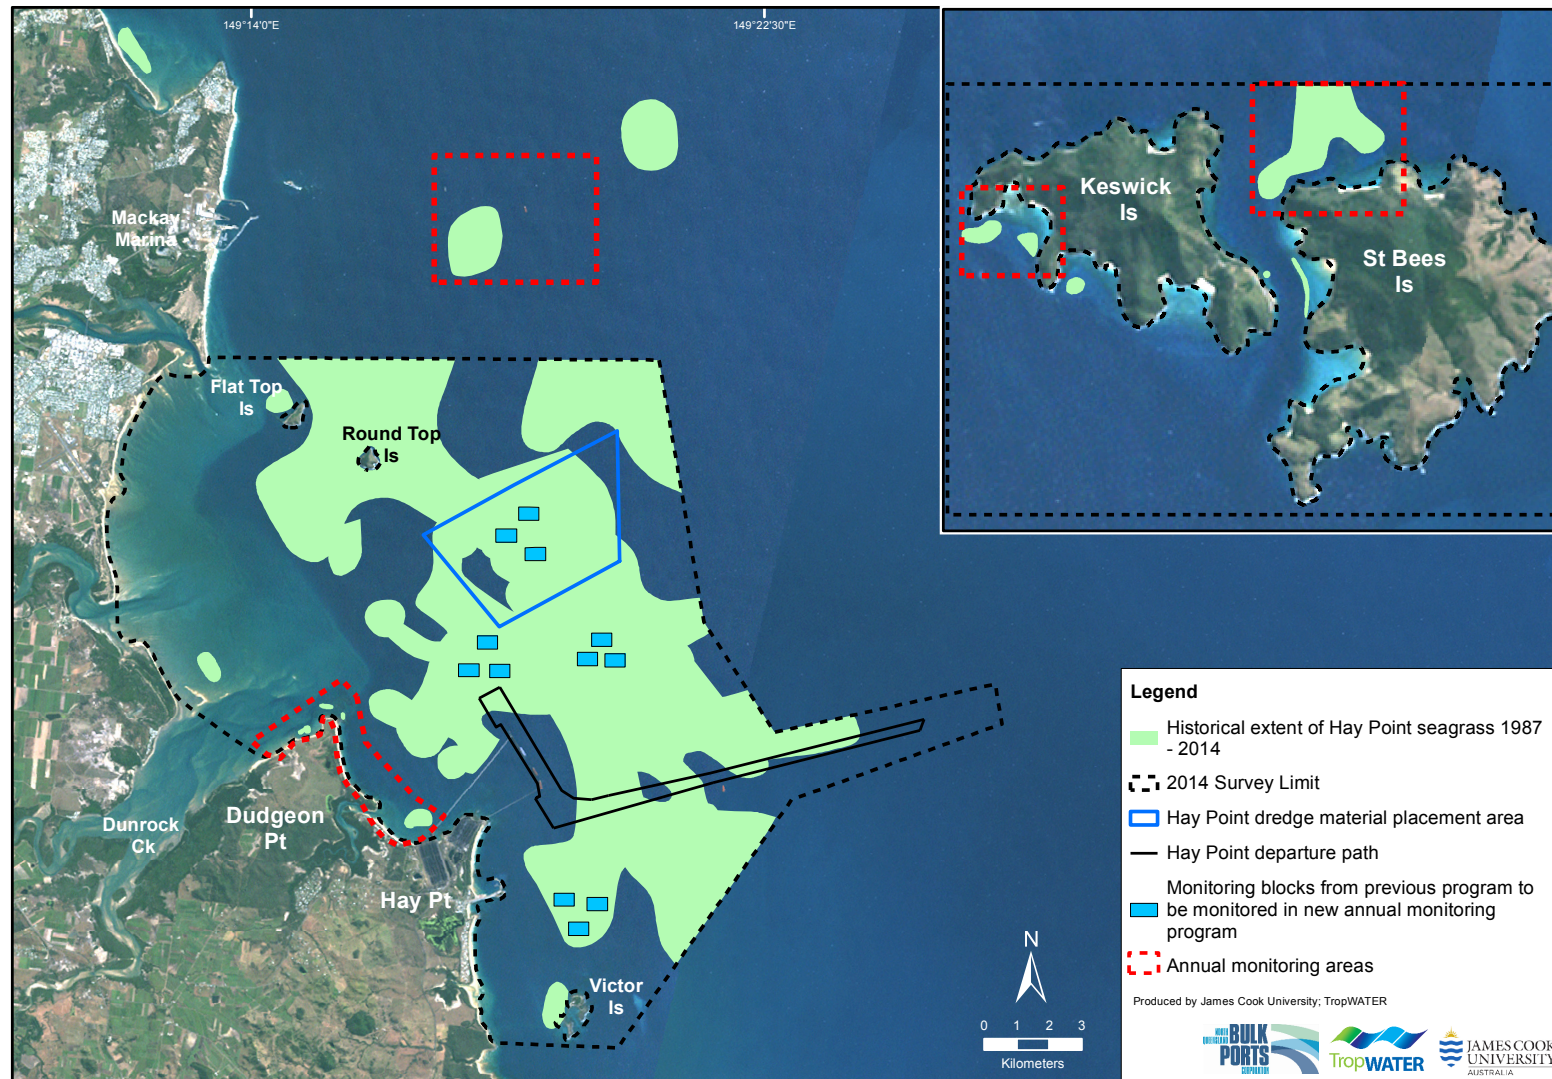 149°14'0"E
149°22'30"E
Mackay
Marina
Flat Top
Is
Round Top
Is
Dudgeon
Pt
Dunrock
Ck
Hay Pt
Victor
Is
Keswick
Is
St Bees
Is
N
0 1 2 3
Kilometers
Legend
Historical extent of Hay Point seagrass 1987
- 2014
2014 Survey Limit
Hay Point dredge material placement area
Hay Point departure path
Monitoring blocks from previous program to
be monitored in new annual monitoring
program
Annual monitoring areas
Produced by James Cook University; TropWATER
NORTH
QUEENSLAND
BULK
PORTS
CORPORATION
TropWATER
JAMES COOK
UNIVERSITY
AUSTRALIA